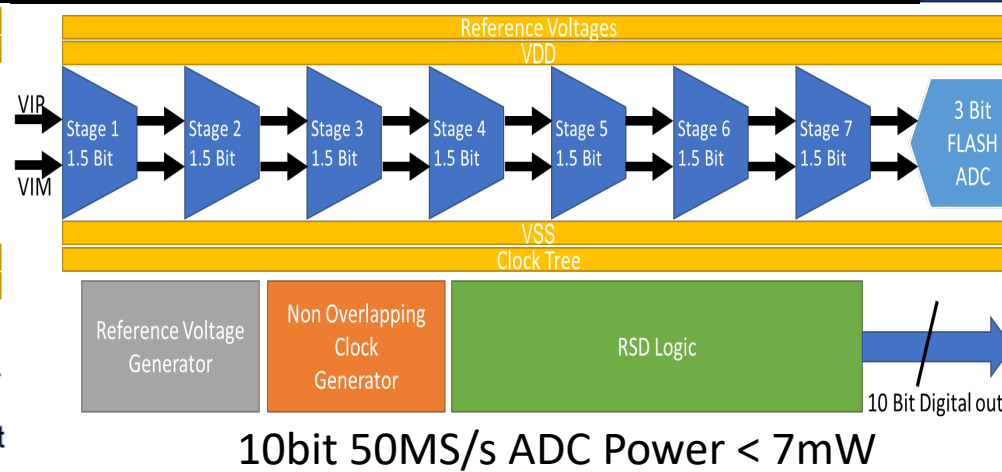 Reference Voltages
VDD
VIP
VIM
Stage 1
1.5 Bit
Stage 2
1.5 Bit
Stage 3
1.5 Bit
Stage 4
1.5 Bit
Stage 5
1.5 Bit
Stage 6
1.5 Bit
Stage 7
1.5 Bit
3 Bit
FLASH
ADC
VSS
Clock Tree
Reference Voltage
Generator
Non Overlapping
Clock
Generator
RSD Logic
10 Bit Digital out
t
10bit 50MS/s ADC Power < 7mW